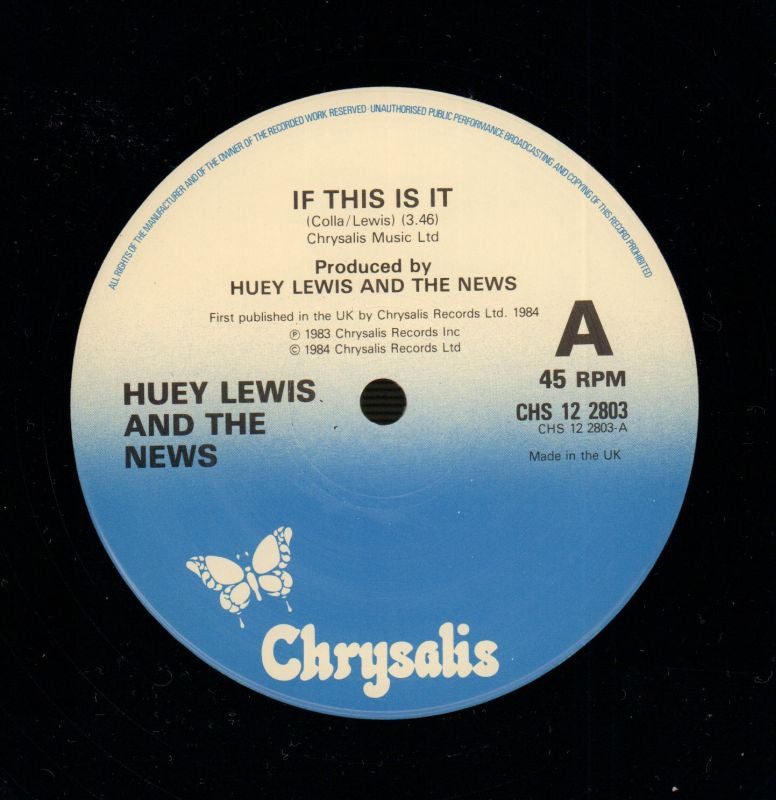 ALL RIGHTS OF THE MANUFACTURER AND OF THE OWNER OF THE RECORDED WORK RESERVED · UNAUTHORISED PUBLIC PERFORMANCE BROADCASTING AND COPYING OF THIS RECORD PROHIBITED
IF THIS IS IT
(Colla/Lewis) (3.46)
Chrysalis Music Ltd
Produced by
HUEY LEWIS AND THE NEWS
First published in the UK by Chrysalis Records Ltd. 1984
℗ 1983 Chrysalis Records Inc
© 1984 Chrysalis Records Ltd
A
45 RPM
HUEY LEWIS
AND THE
NEWS
CHS 12 2803
CHS 12 2803-A
Made in the UK
Chrysalis